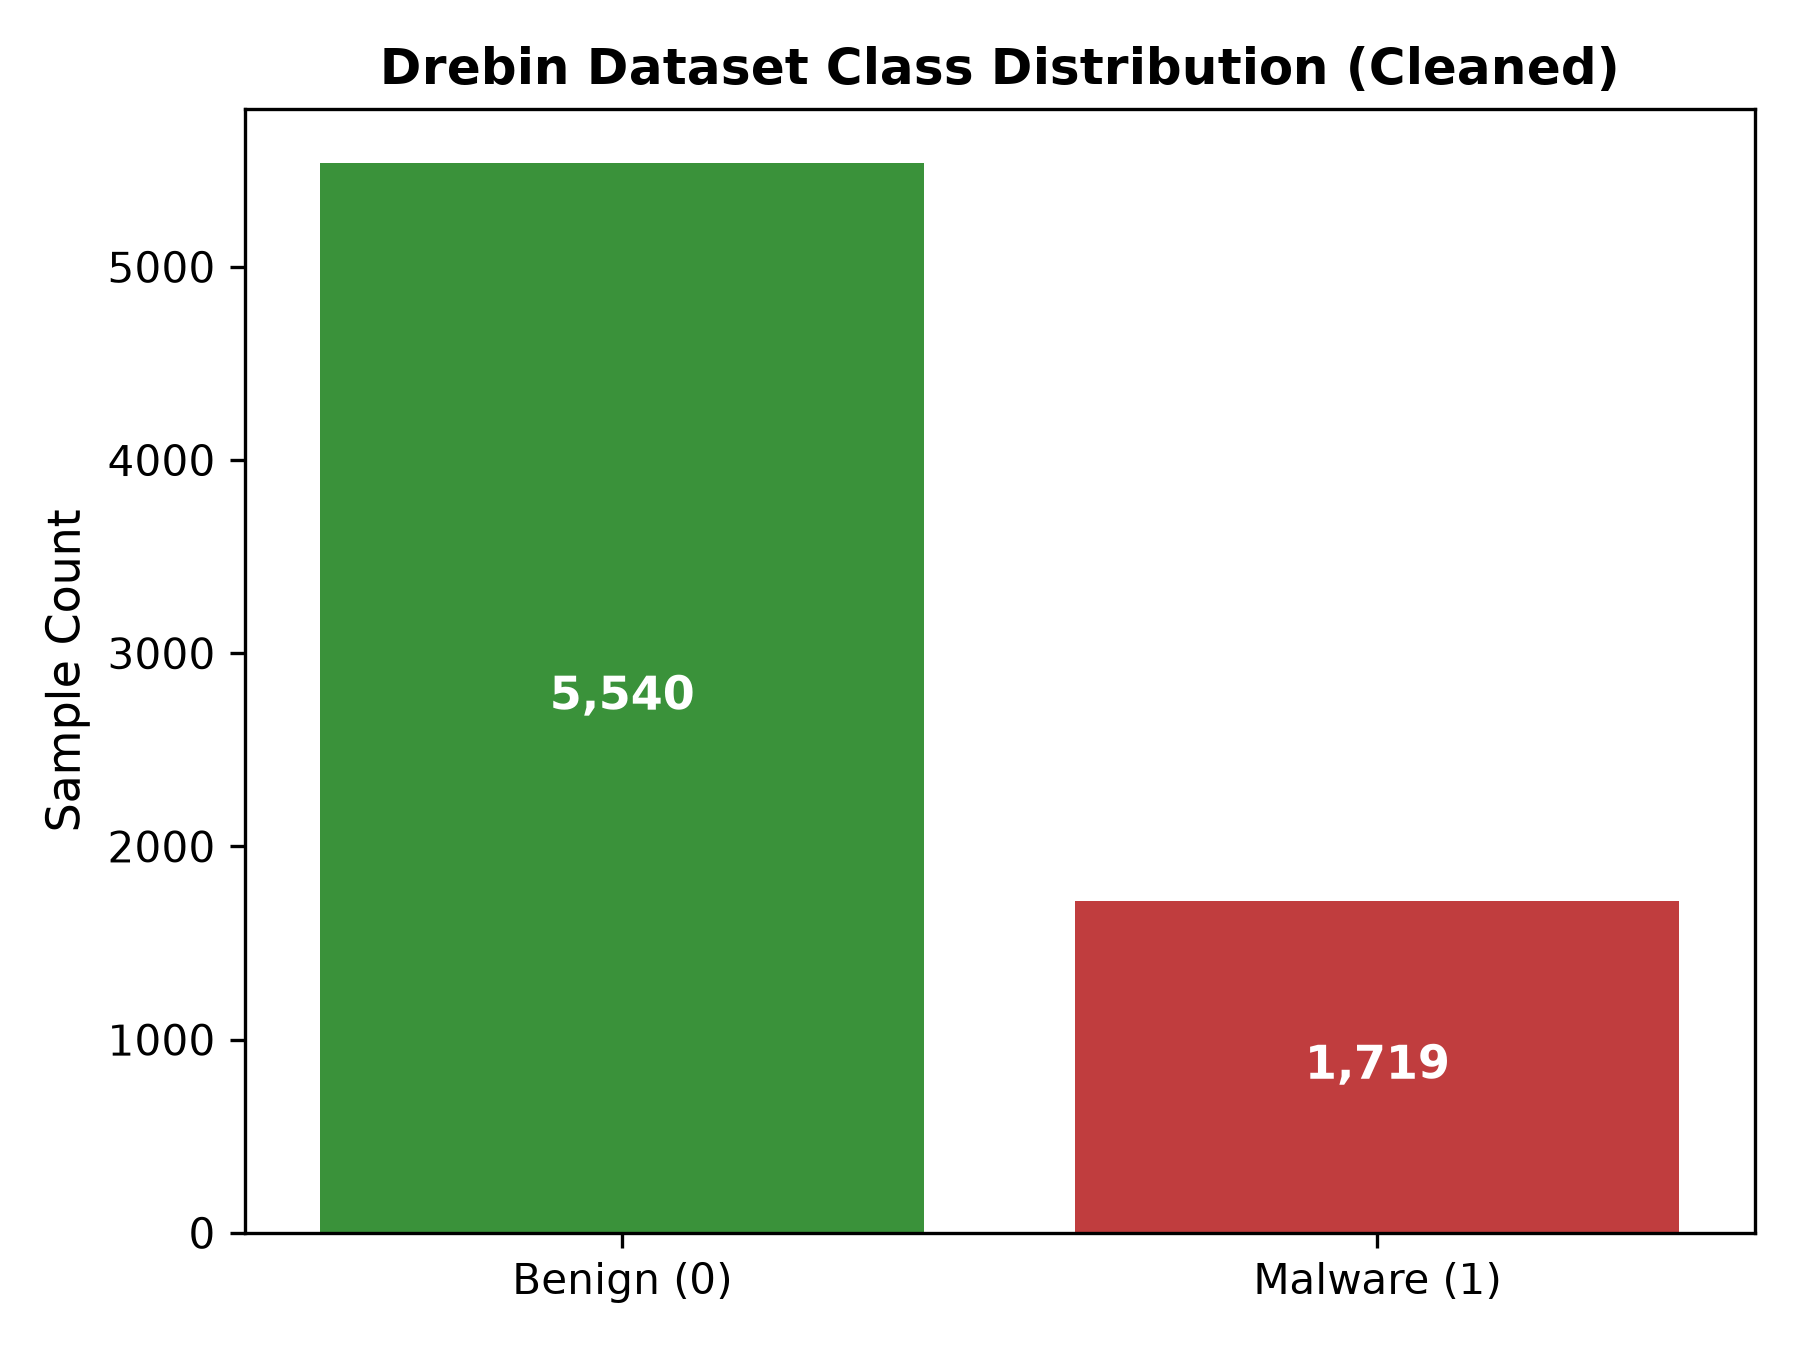 Drebin Dataset Class Distribution (Cleaned)
Sample Count
5000
4000
3000
2000
1000
0
5,540
1,719
Benign (0)
Malware (1)